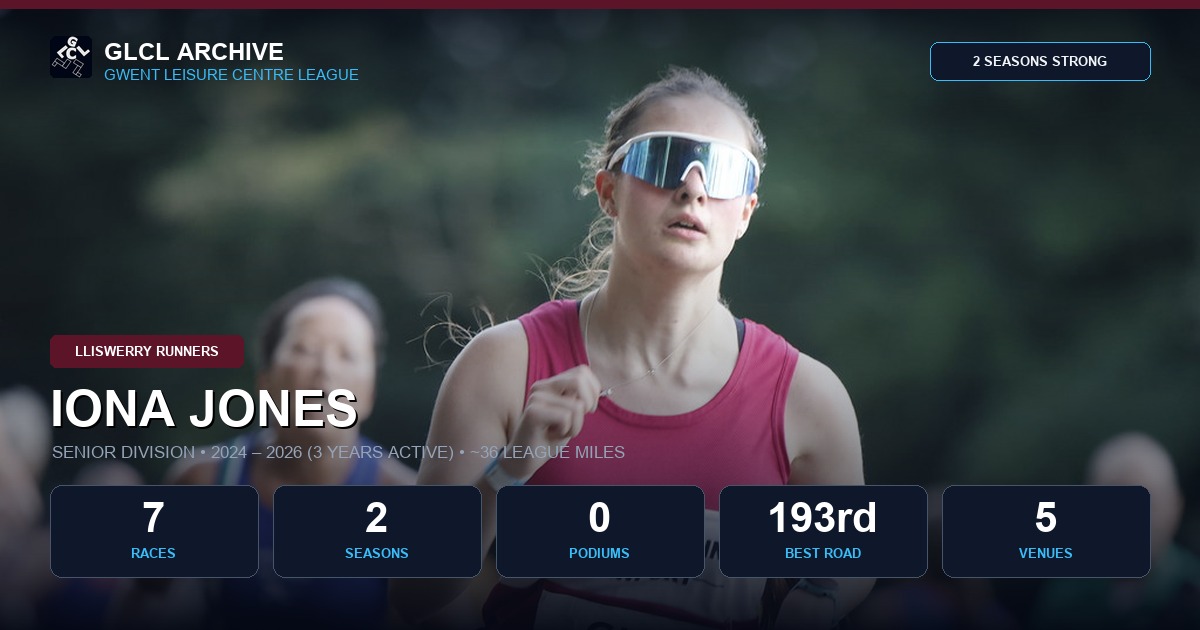 GLCL ARCHIVE
GWENT LEISURE CENTRE LEAGUE
2 SEASONS STRONG
LLISWERRY RUNNERS
IONA JONES
SENIOR DIVISION • 2024 – 2026 (3 YEARS ACTIVE) • ~36 LEAGUE MILES
7
RACES
2
SEASONS
0
PODIUMS
193rd
BEST ROAD
5
VENUES